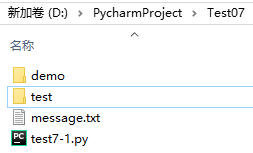 新加卷 (D:) > PycharmProject > Test07
名称
demo
test
message.txt
test7-1.py